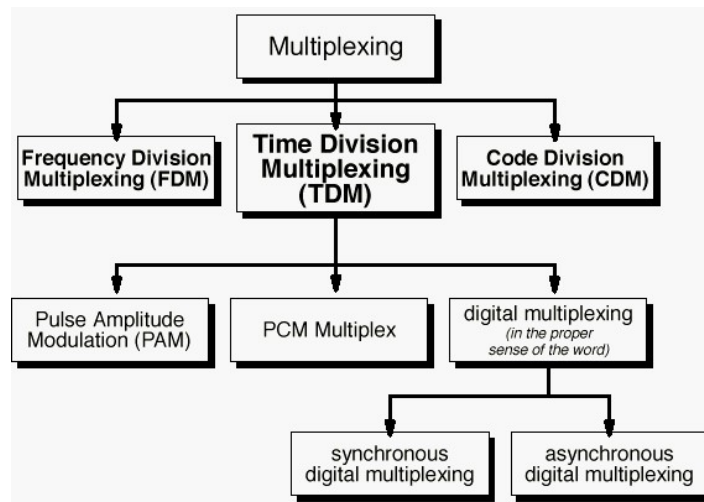 Multiplexing
Frequency Division
Multiplexing (FDM)
Time Division
Multiplexing
(TDM)
Code Division
Multiplexing (CDM)
Pulse Amplitude
Modulation (PAM)
PCM Multiplex
digital multiplexing
(in the proper
sense of the word)
synchronous
digital multiplexing
asynchronous
digital multiplexing